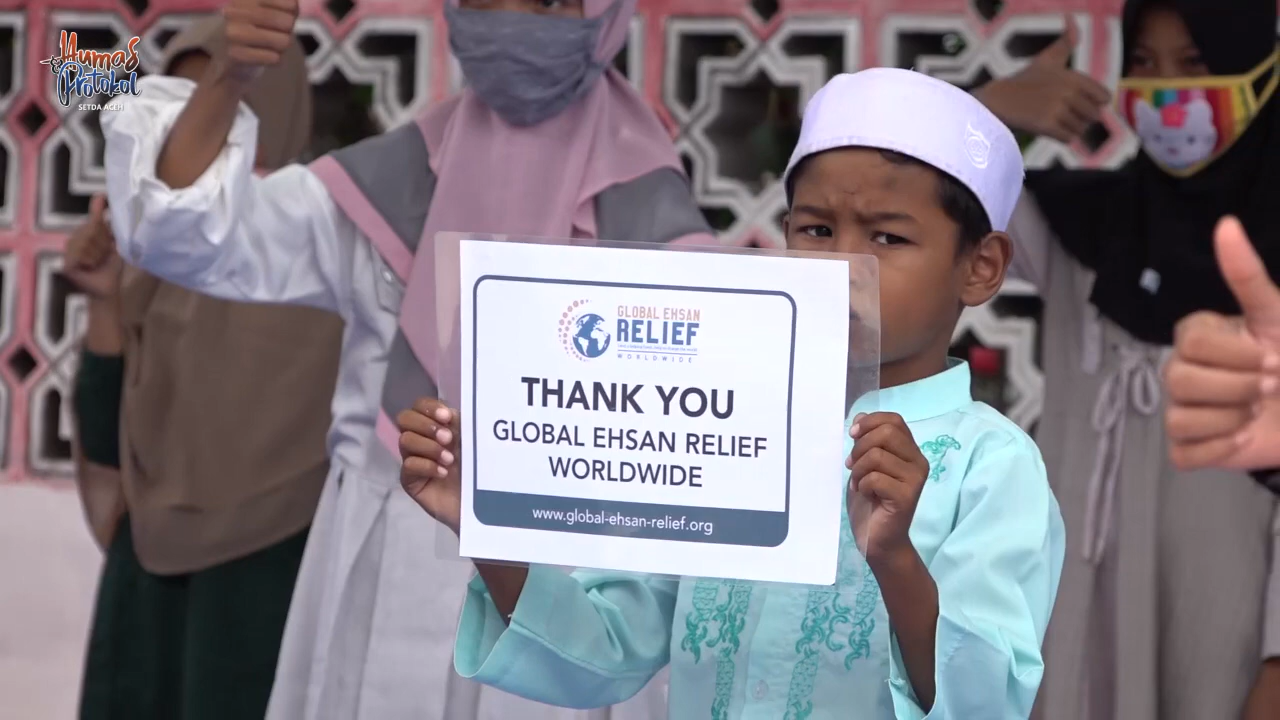 Humas
&
Protokol
SETDA ACEH
GLOBAL EHSAN
RELIEF
WORLDWIDE
THANK YOU
GLOBAL EHSAN RELIEF
WORLDWIDE
www.global-ehsan-relief.org